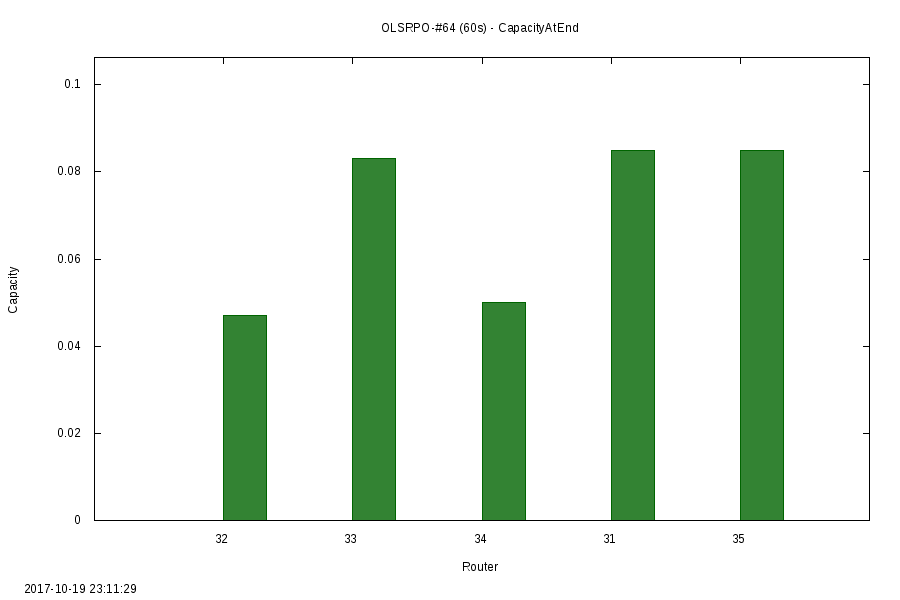 OLSRPO-#64 (60s) - CapacityAtEnd
0.1
0.08
0.06
0.04
0.02
0
Capacity
32 33 34 31 35
Router
2017-10-19 23:11:29